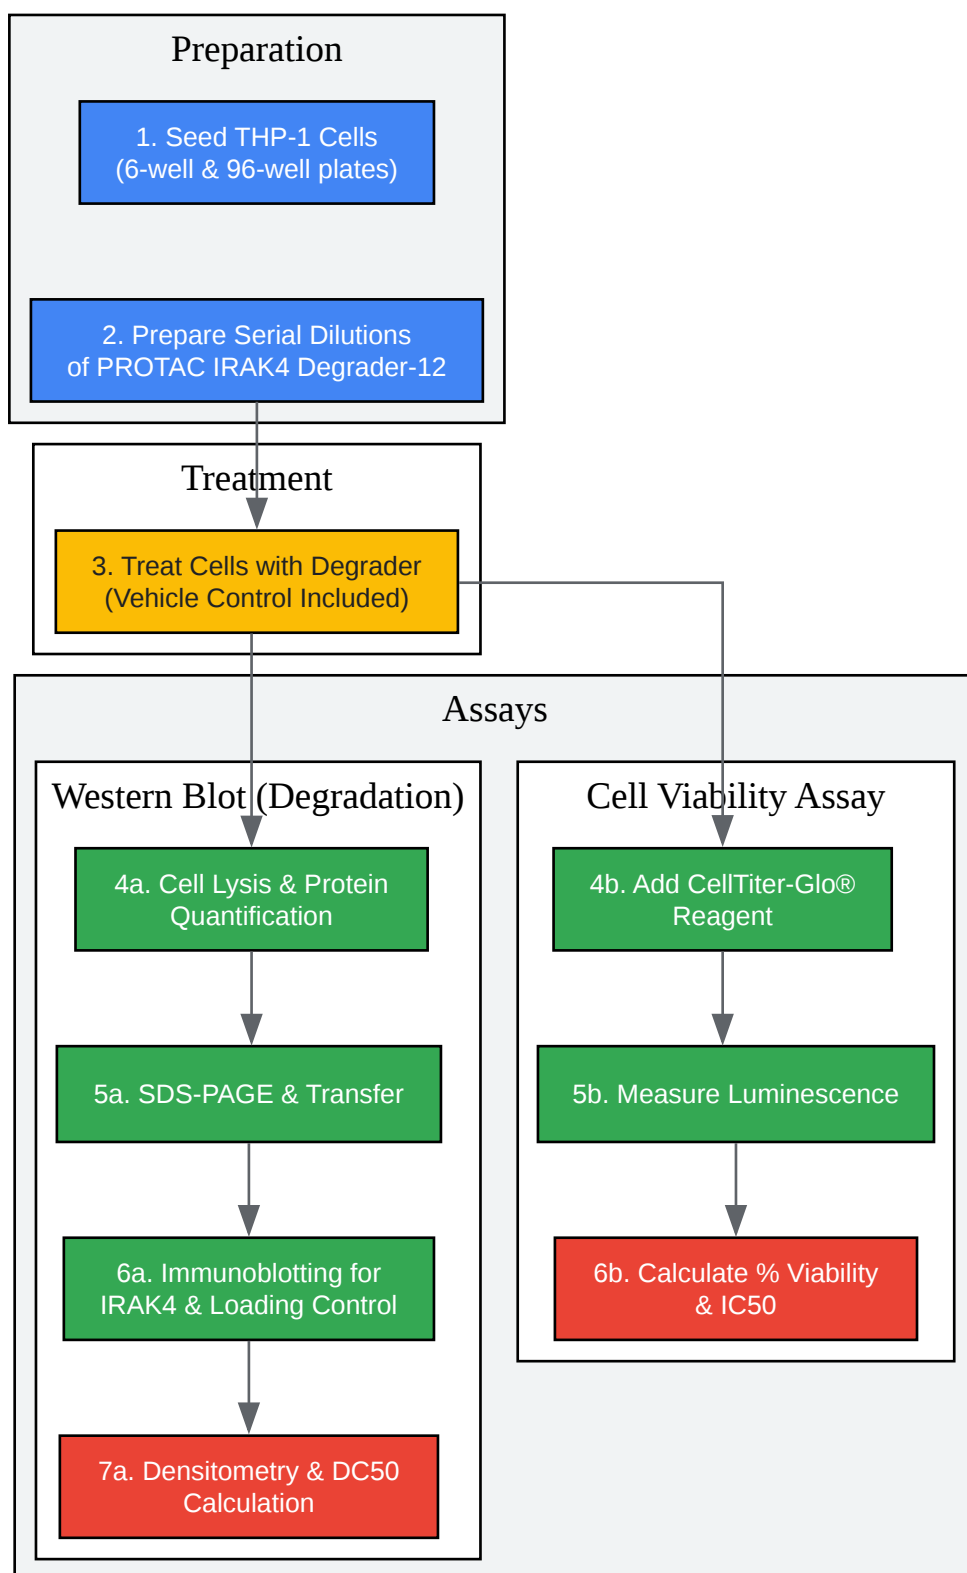 Preparation
1. Seed THP-1 Cells
(6-well & 96-well plates)
2. Prepare Serial Dilutions
of PROTAC IRAK4 Degrader-12
Treatment
3. Treat Cells with Degrader
(Vehicle Control Included)
Assays
Western Blot (Degradation)
4a. Cell Lysis & Protein
Quantification
5a. SDS-PAGE & Transfer
6a. Immunoblotting for
IRAK4 & Loading Control
7a. Densitometry & DC50
Calculation
Cell Viability Assay
4b. Add CellTiter-Glo®
Reagent
5b. Measure Luminescence
6b. Calculate % Viability
& IC50